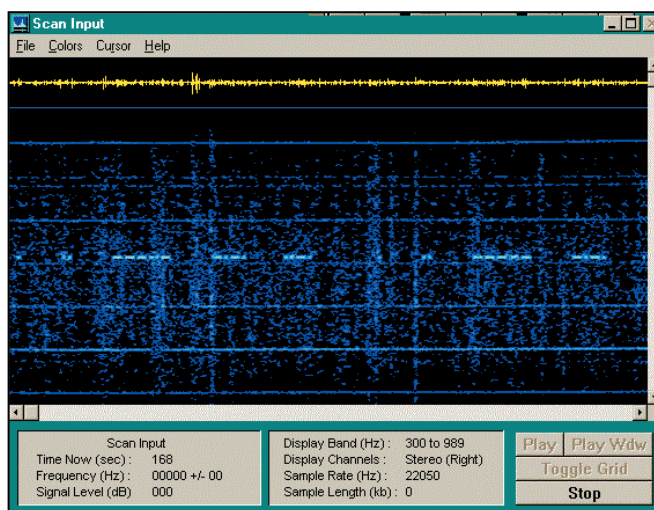 Scan Input
File Colors Cursor Help
Scan Input
Time Now (sec) : 168
Frequency (Hz) : 00000 +/- 00
Signal Level (dB) 000
Display Band (Hz) : 300 to 989
Display Channels : Stereo (Right)
Sample Rate (Hz) : 22050
Sample Length (kb) : 0
Play Play Wdw
Toggle Grid
Stop